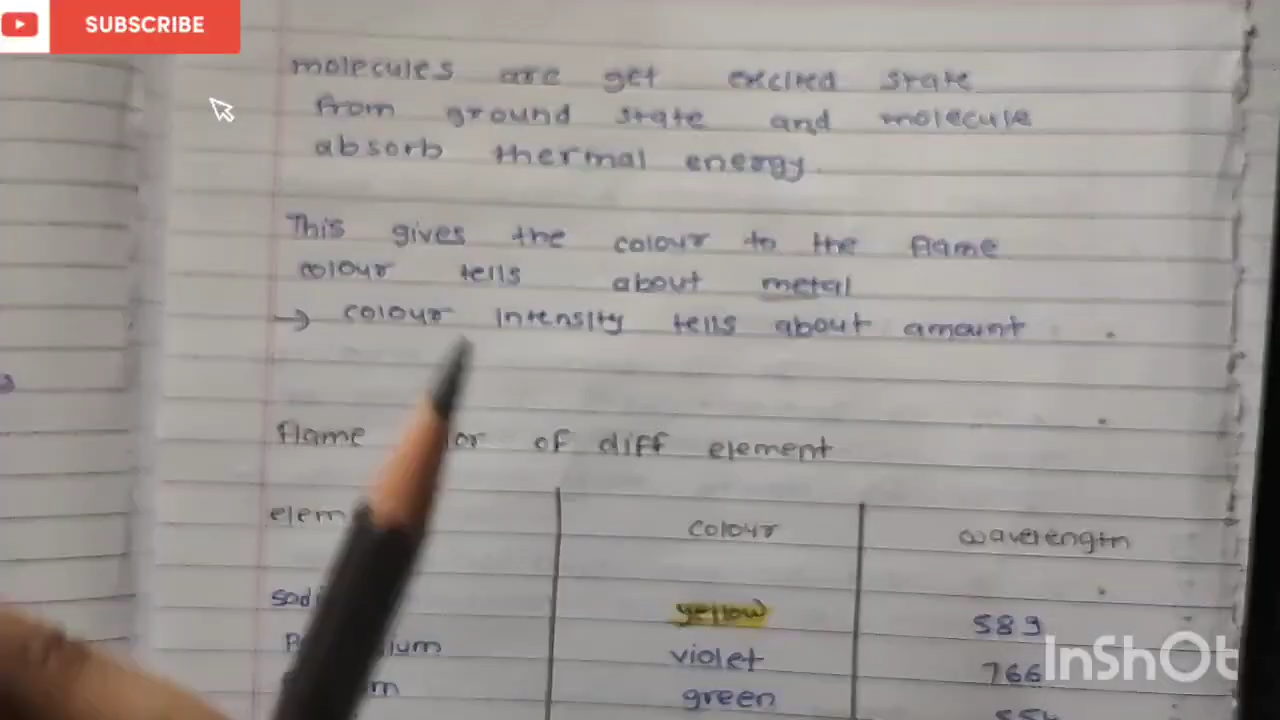 SUBSCRIBE
molecules are get excited state
from ground state and molecule
absorb thermal energy.
This gives the colour to the flame
colour tells about metal
→ colour intensity tells about amount
flame of diff element
colour wavelength
yellow 589
violet 766
green 554
InShOt